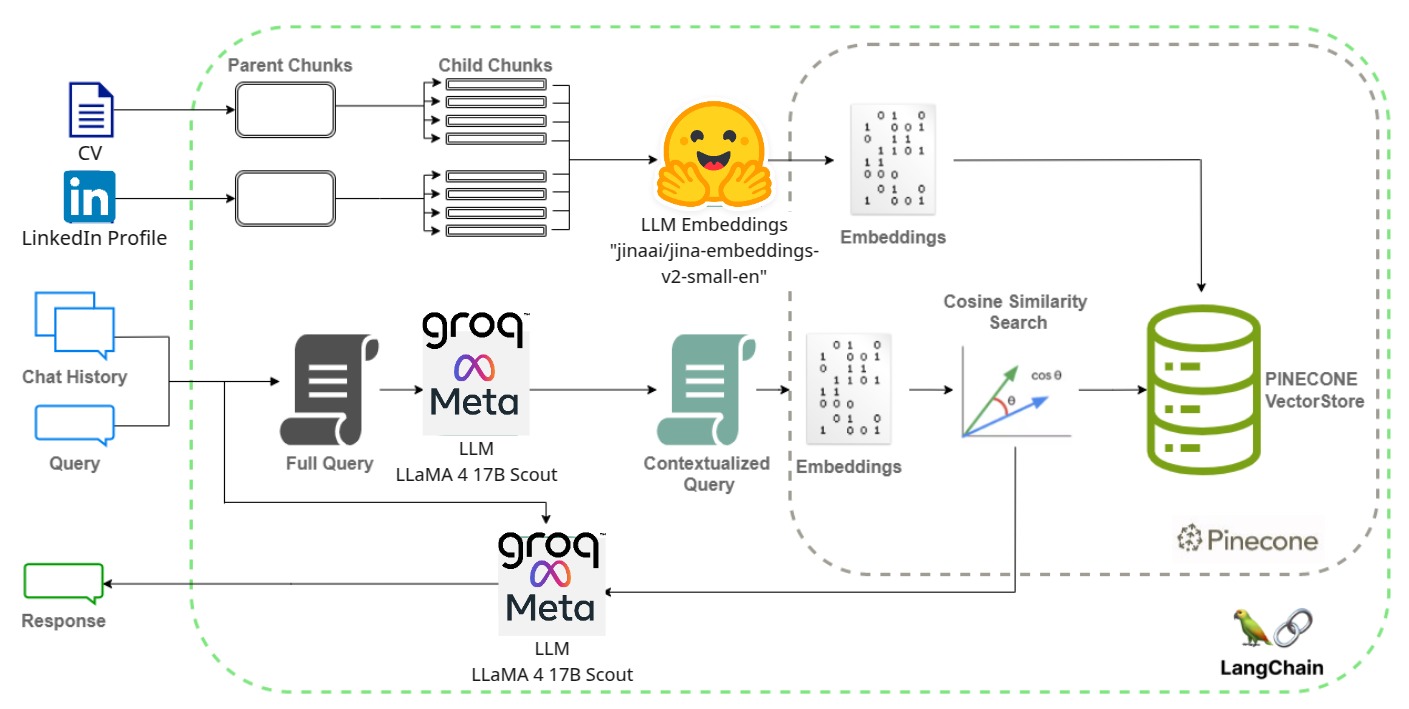 Parent Chunks
Child Chunks
CV
in
LinkedIn Profile
LLM Embeddings
"jinaai/jina-embeddings-
v2-small-en"
0 1 0
1 0 0 1
0 1 1
1 1 0 1
1 1
0 0 0
0 1 0
1 0 0 1
Embeddings
Chat History
Query
Full Query
groq™
Meta
LLM
LLaMA 4 17B Scout
Contextualized
Query
0 1 0
1 0 0 1
0 1 1
1 1 0 1
1 1
0 0 0
0 1 0
1 0 0 1
Embeddings
Cosine Similarity
Search
cos θ
θ
PINECONE
VectorStore
Pinecone
groq™
Meta
LLM
LLaMA 4 17B Scout
Response
LangChain